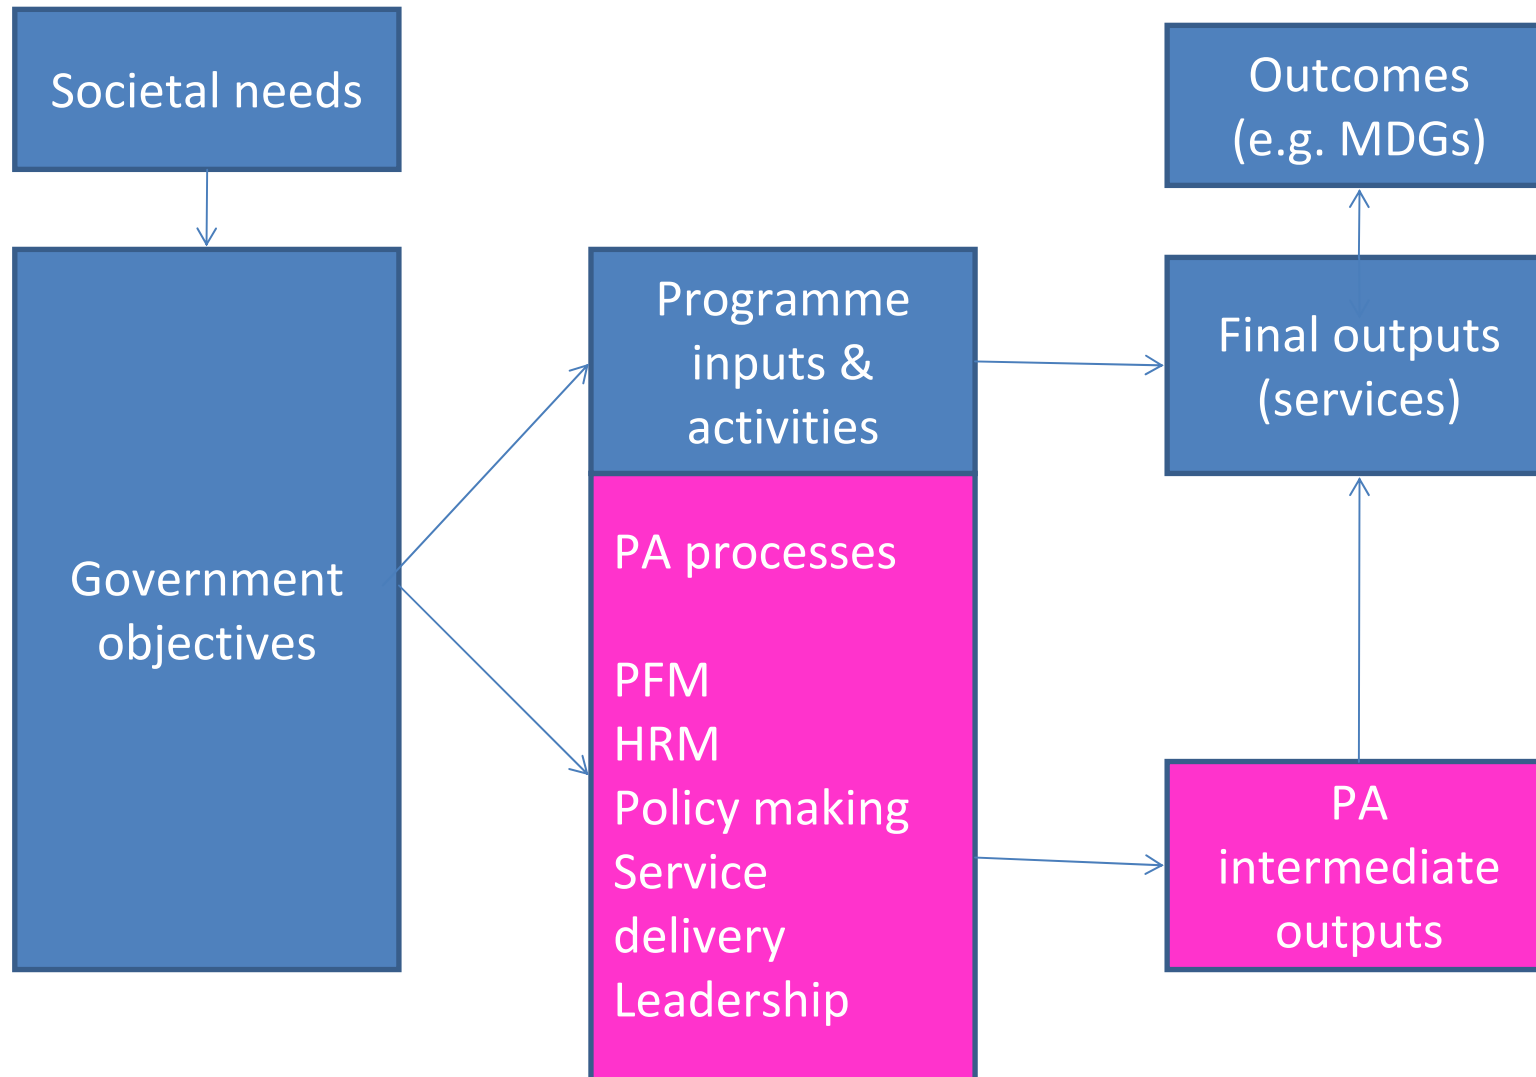 Societal needs
Government
objectives
Programme
inputs &
activities
PA processes
PFM
HRM
Policy making
Service
delivery
Leadership
Outcomes
(e.g. MDGs)
Final outputs
(services)
PA
intermediate
outputs